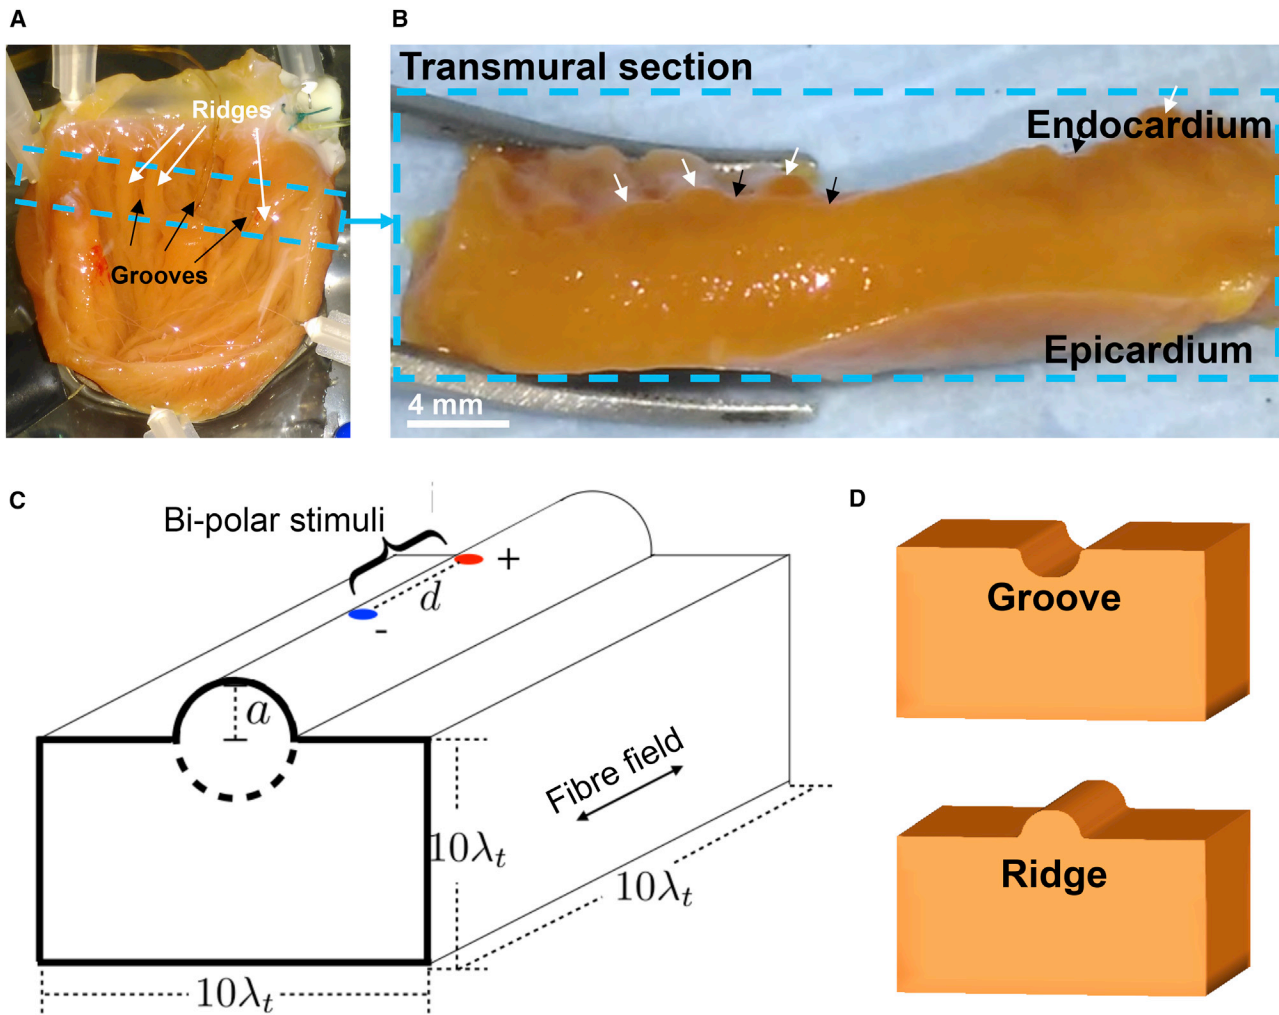 A
Ridges
Grooves
B
Transmural section
Endocardium
Epicardium
4 mm
C
Bi-polar stimuli
+
d
-
a
Fibre field
10λt
10λt
10λt
D
Groove
Ridge